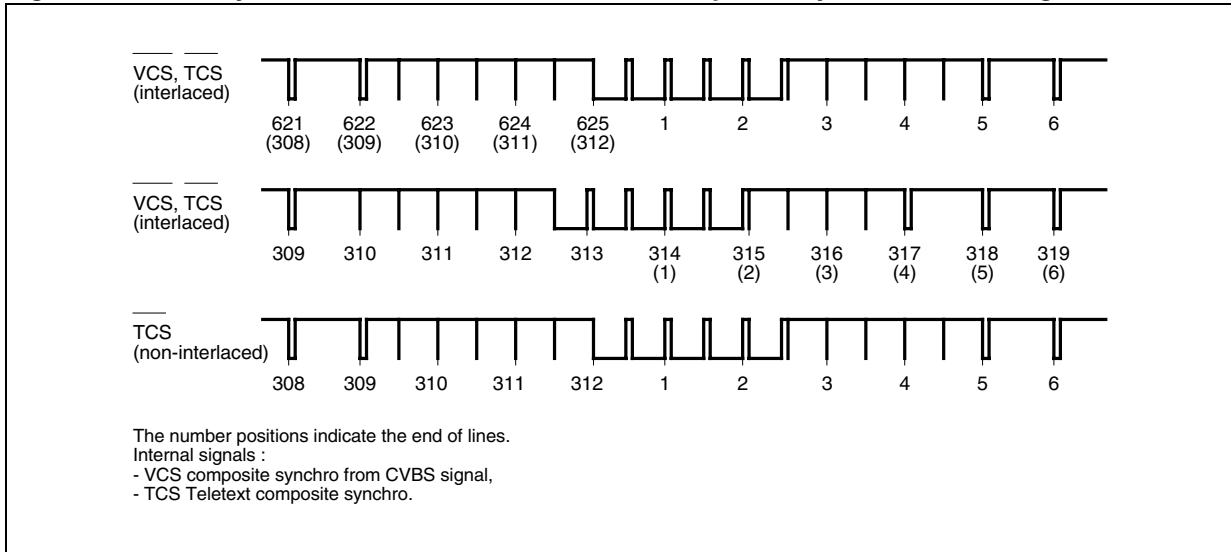 VCS, TCS
(interlaced)
621 622 623 624 625 1 2 3 4 5 6
(308) (309) (310) (311) (312)
VCS, TCS
(interlaced)
309 310 311 312 313 314 315 316 317 318 319
(1) (2) (3) (4) (5) (6)
TCS
(non-interlaced)
308 309 310 311 312 1 2 3 4 5 6
The number positions indicate the end of lines.
Internal signals :
- VCS composite synchro from CVBS signal,
- TCS Teletext composite synchro.